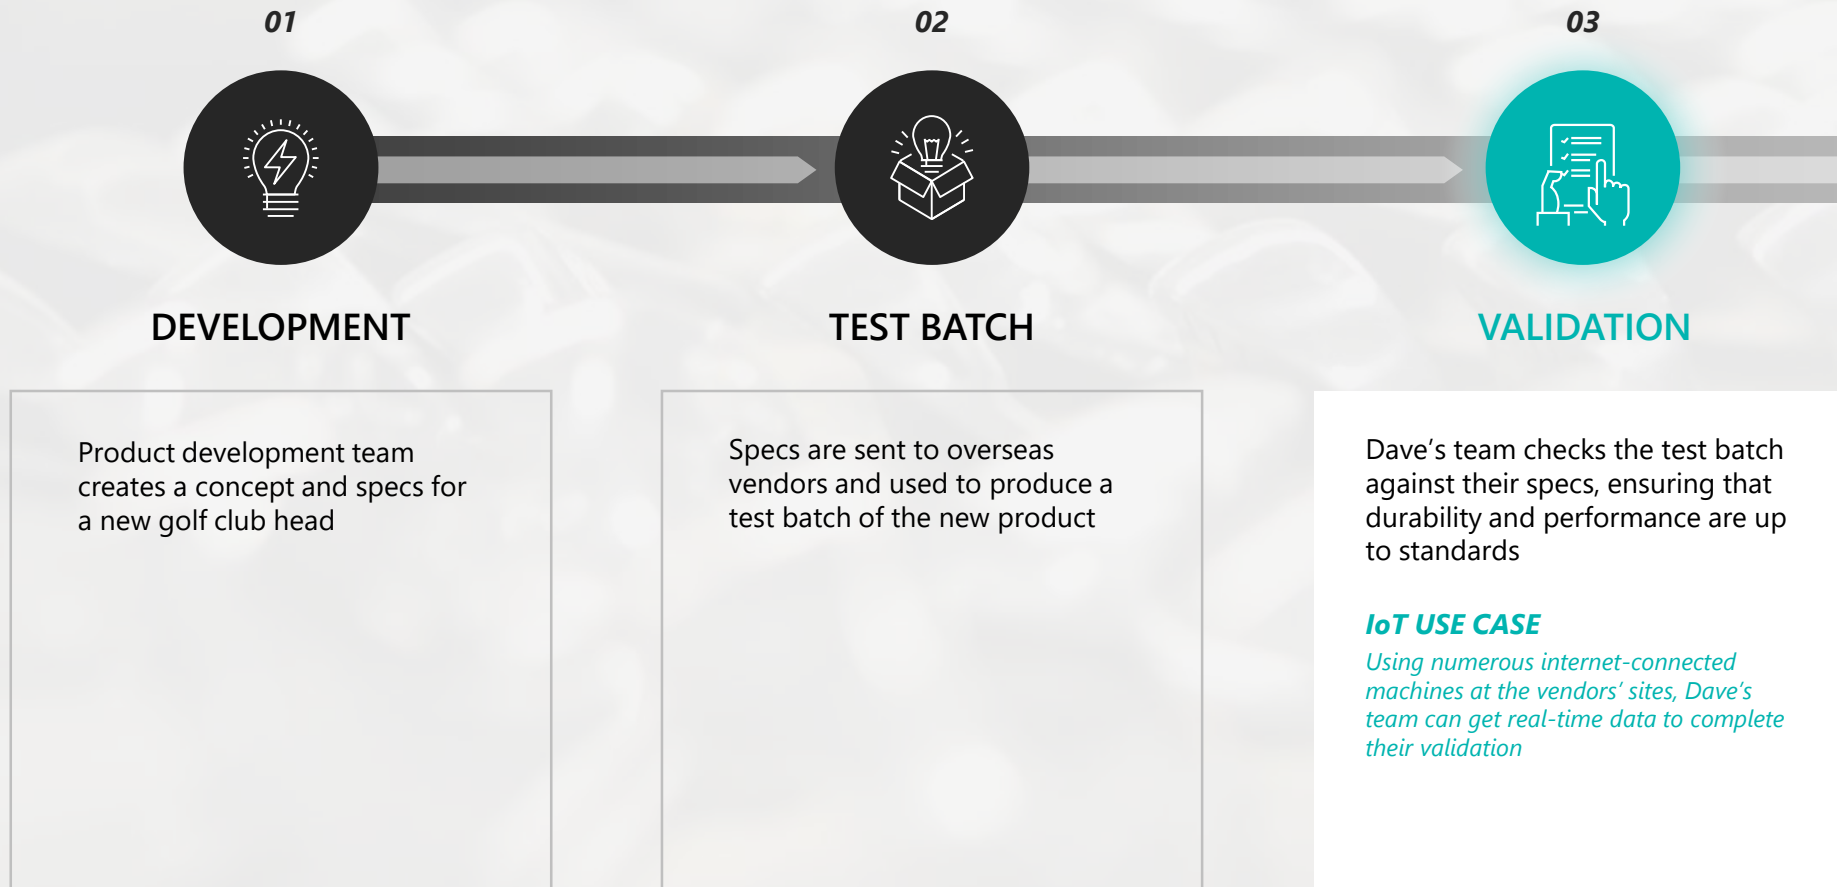 01
02
03
DEVELOPMENT
TEST BATCH
VALIDATION
Product development team
creates a concept and specs for
a new golf club head
Specs are sent to overseas
vendors and used to produce a
test batch of the new product
Dave’s team checks the test batch
against their specs, ensuring that
durability and performance are up
to standards
IoT USE CASE
Using numerous internet-connected
machines at the vendors’ sites, Dave’s
team can get real-time data to complete
their validation